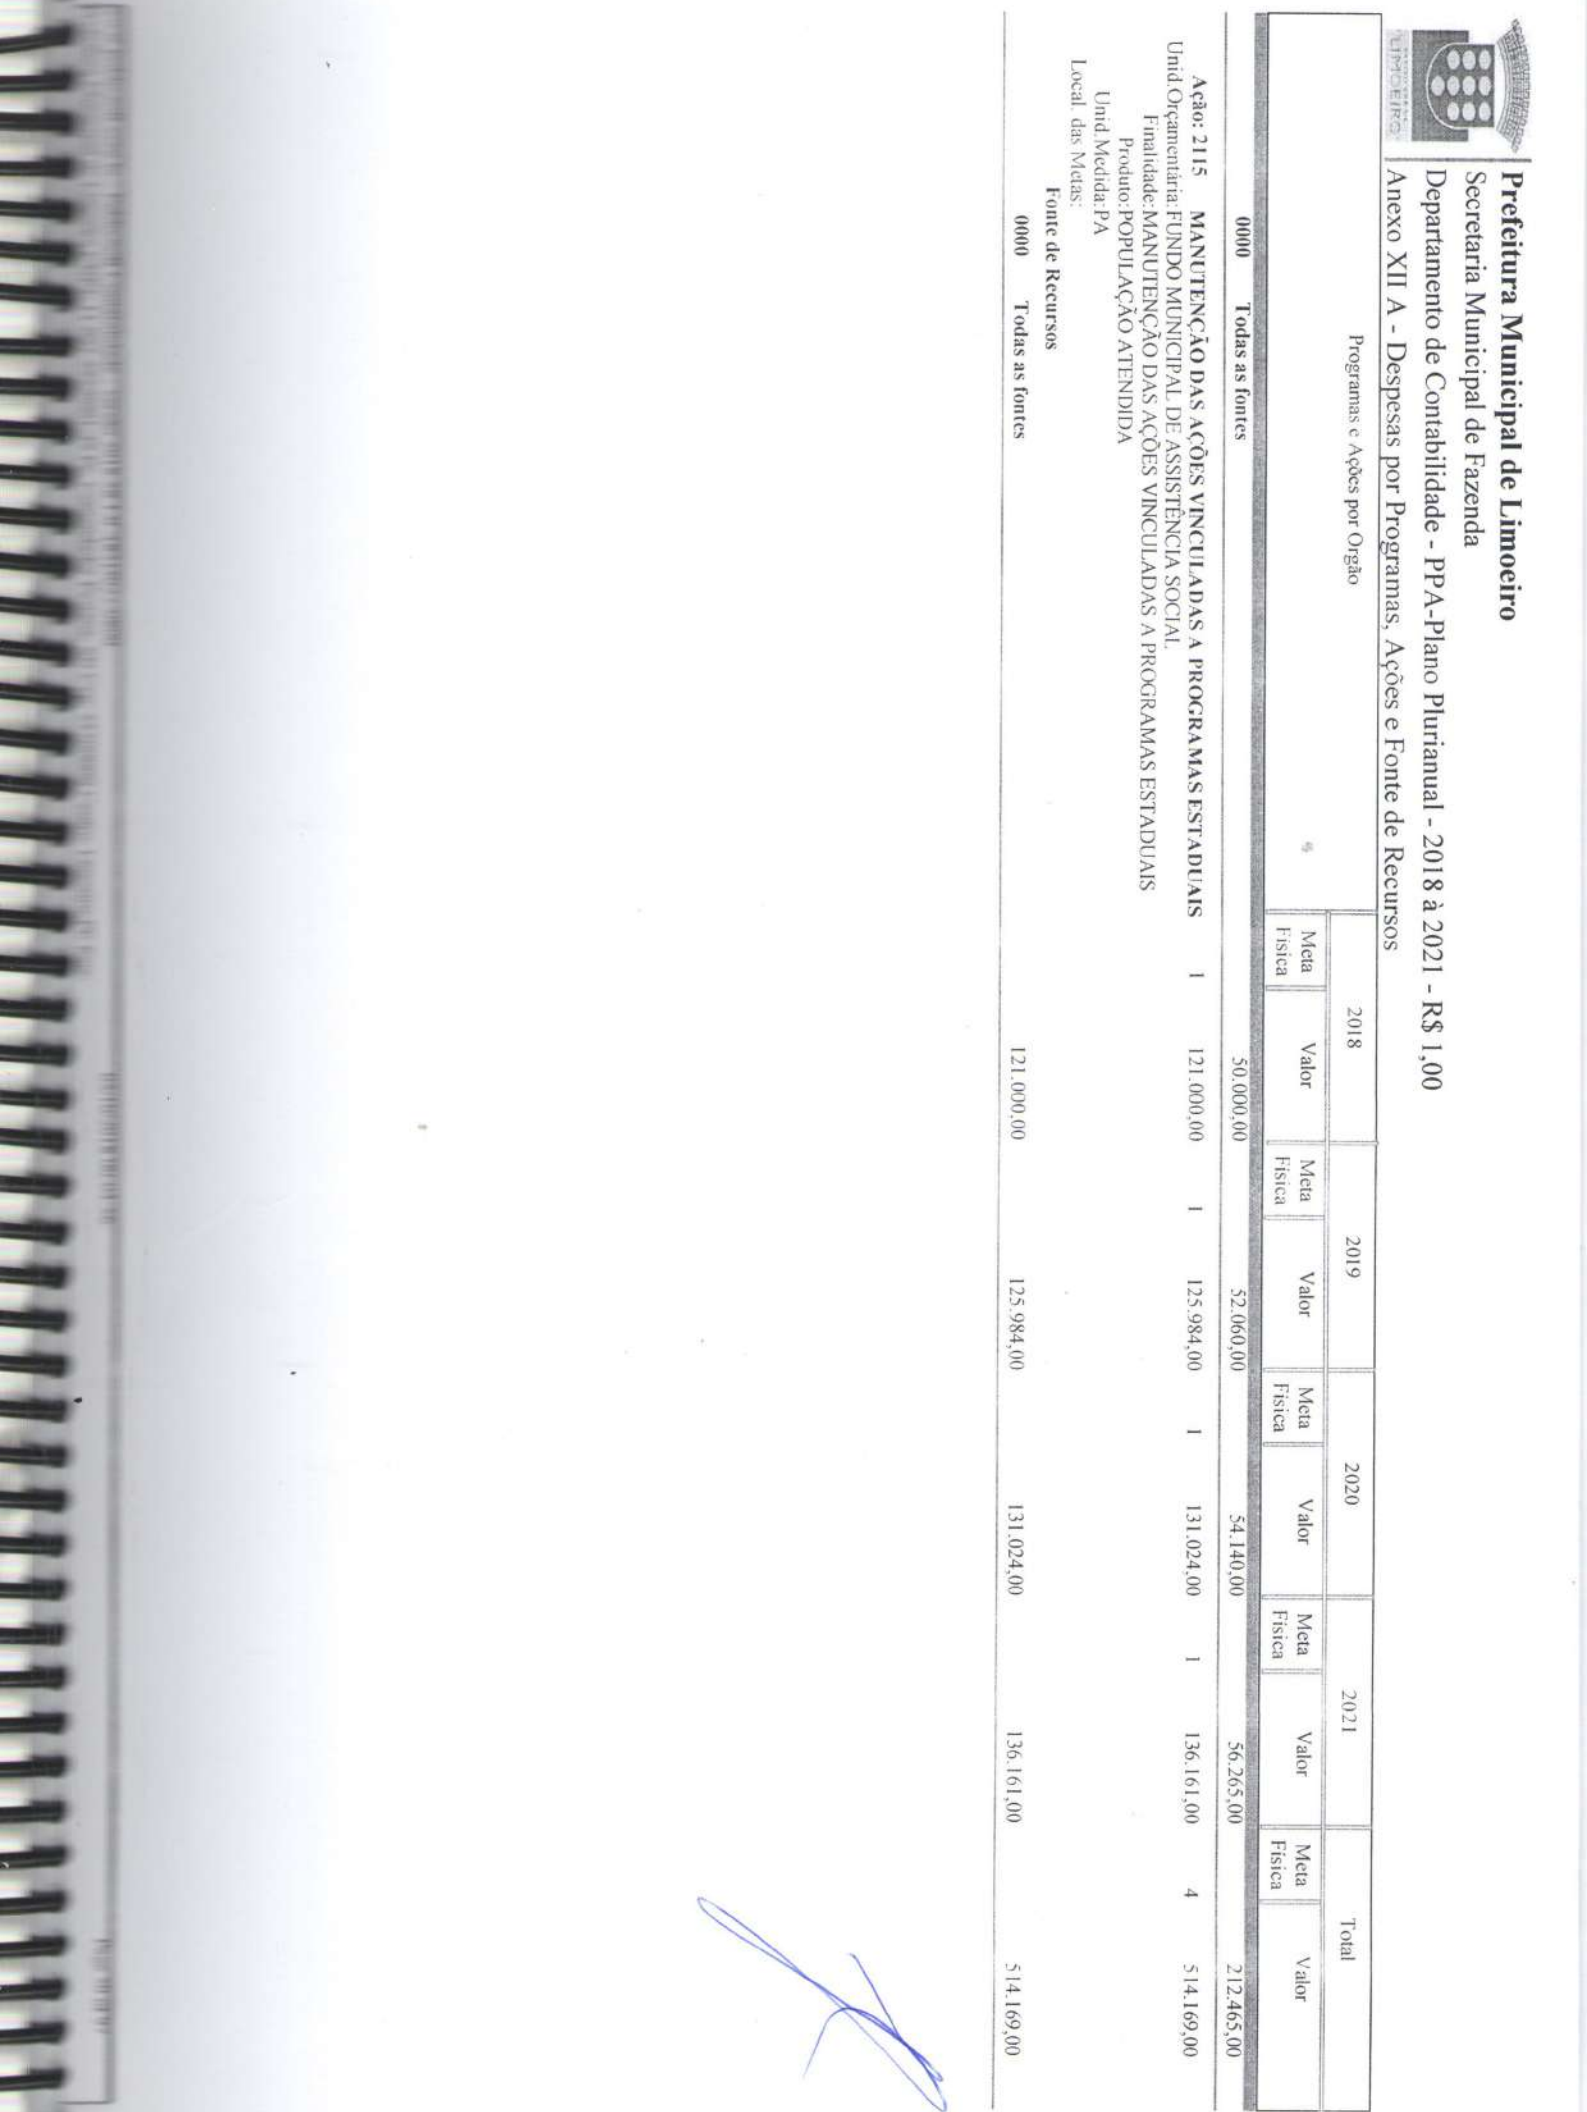 LIMOEIRO
Prefeitura Municipal de Limoeiro
Secretaria Municipal de Fazenda
Departamento de Contabilidade - PPA-Plano Plurianual - 2018 à 2021 - R$ 1,00
Anexo XII A - Despesas por Programas, Ações e Fonte de Recursos
Programas e Ações por Orgão 2018 2019 2020 2021 Total
Meta Fisica Valor Meta Fisica Valor Meta Fisica Valor Meta Fisica Valor Meta Fisica Valor
0000 Todas as fontes 50.000,00 52.060,00 54.140,00 56.265,00 212.465,00
Ação: 2115 MANUTENÇÃO DAS AÇÕES VINCULADAS A PROGRAMAS ESTADUAIS 1 121.000,00 1 125.984,00 1 131.024,00 1 136.161,00 4 514.169,00
Unid.Orçamentária: FUNDO MUNICIPAL DE ASSISTÊNCIA SOCIAL
Finalidade:MANUTENÇÃO DAS AÇÕES VINCULADAS A PROGRAMAS ESTADUAIS
Produto:POPULAÇÃO ATENDIDA
Unid.Medida:PA
Local. das Metas:
Fonte de Recursos
0000 Todas as fontes 121.000,00 125.984,00 131.024,00 136.161,00 514.169,00